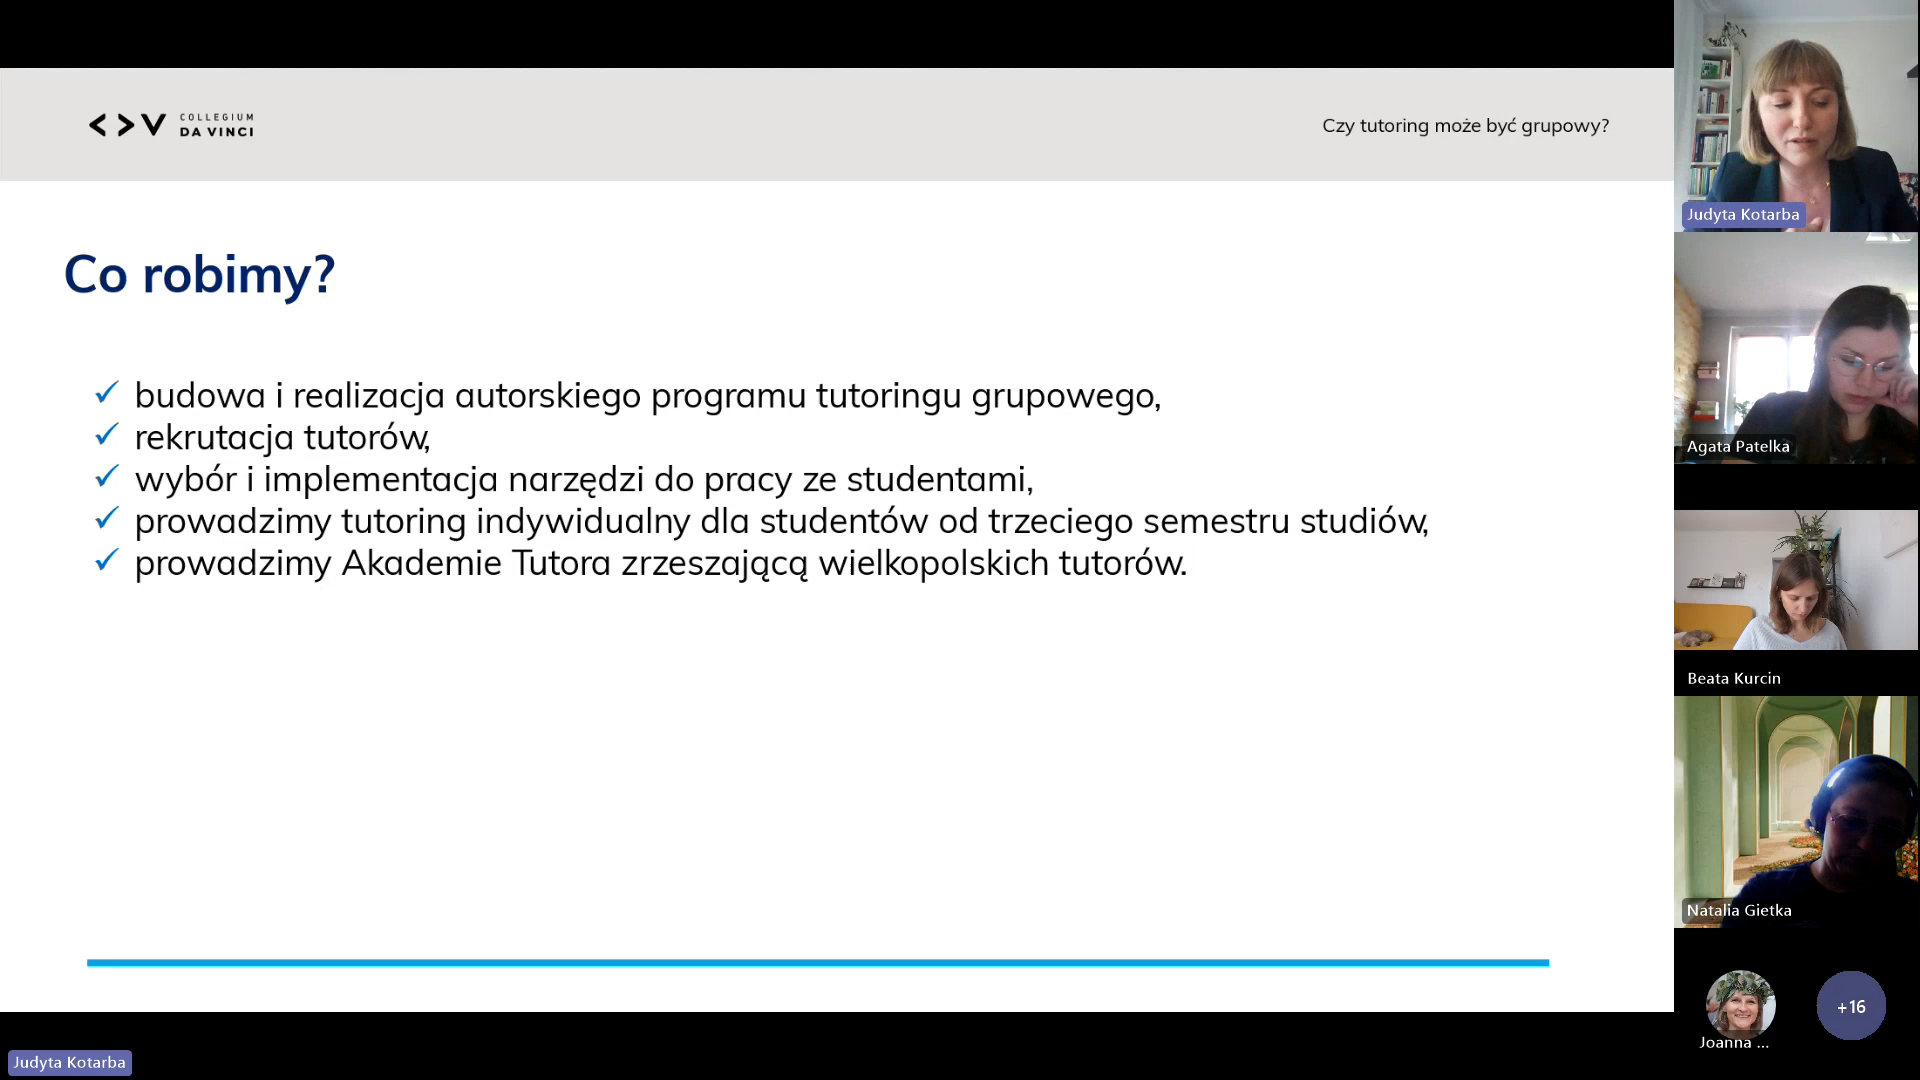 COLLEGIUM
DA VINCI
Czy tutoring może być grupowy?
Co robimy?
budowa i realizacja autorskiego programu tutoringu grupowego,
rekrutacja tutorów,
wybór i implementacja narzędzi do pracy ze studentami,
prowadzimy tutoring indywidualny dla studentów od trzeciego semestru studiów,
prowadzimy Akademie Tutora zrzeszającą wielkopolskich tutorów.
Judyta Kotarba
Agata Patelka
Beata Kurcin
Natalia Gietka
Joanna ...
+16
Judyta Kotarba